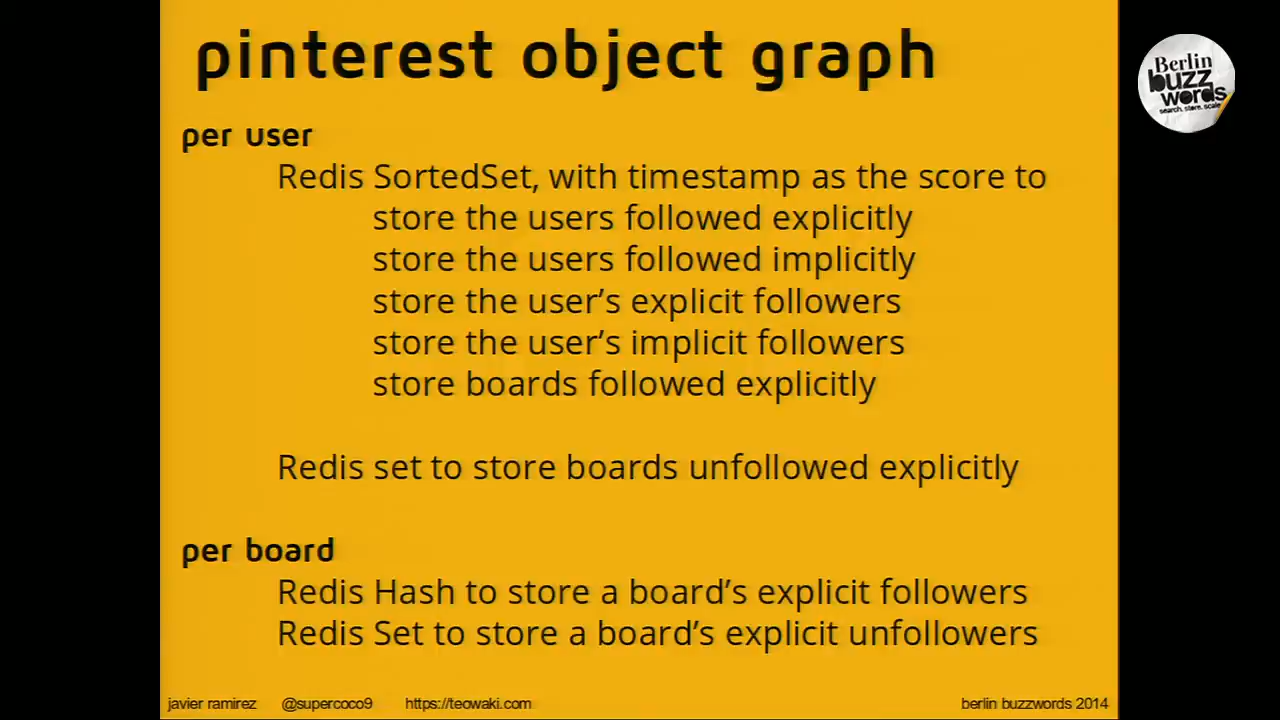 pinterest object graph
Berlin
buzz
words
search. store. scale
per user
Redis SortedSet, with timestamp as the score to
store the users followed explicitly
store the users followed implicitly
store the user’s explicit followers
store the user’s implicit followers
store boards followed explicitly
Redis set to store boards unfollowed explicitly
per board
Redis Hash to store a board’s explicit followers
Redis Set to store a board’s explicit unfollowers
javier ramirez @supercoco9 https://teowaki.com berlin buzzwords 2014